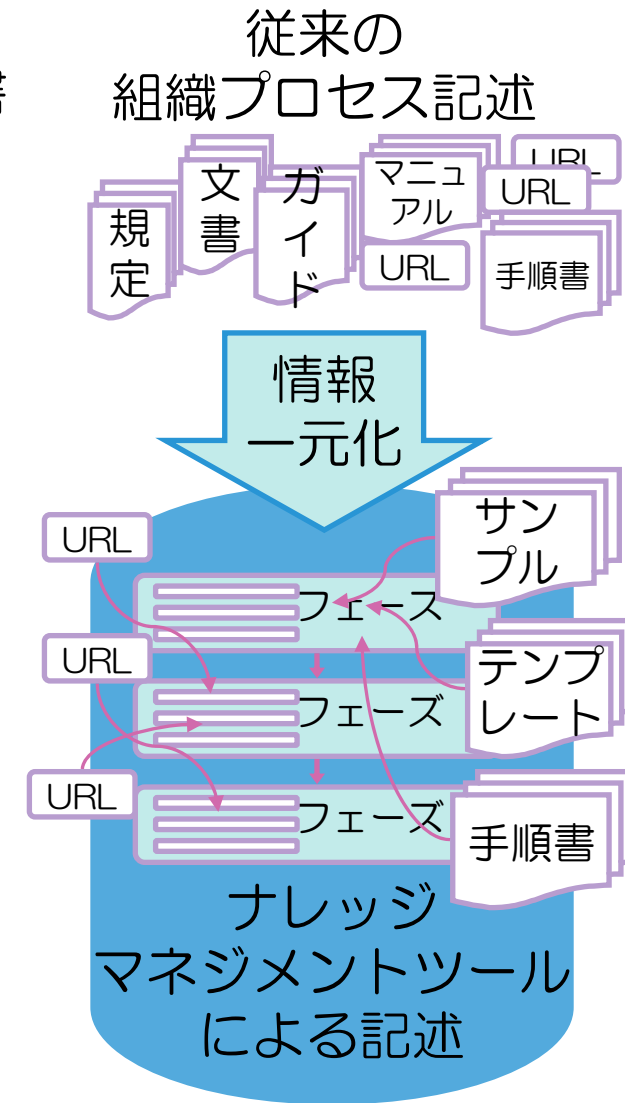 従来の
組織プロセス記述
規定
文書
ガイド
マニュ
アル
URL
URL
URL
手順書
情報
一元化
URL
サン
プル
フェーズ
URL
テンプ
レート
フェーズ
URL
フェーズ
手順書
ナレッジ
マネジメントツール
による記述